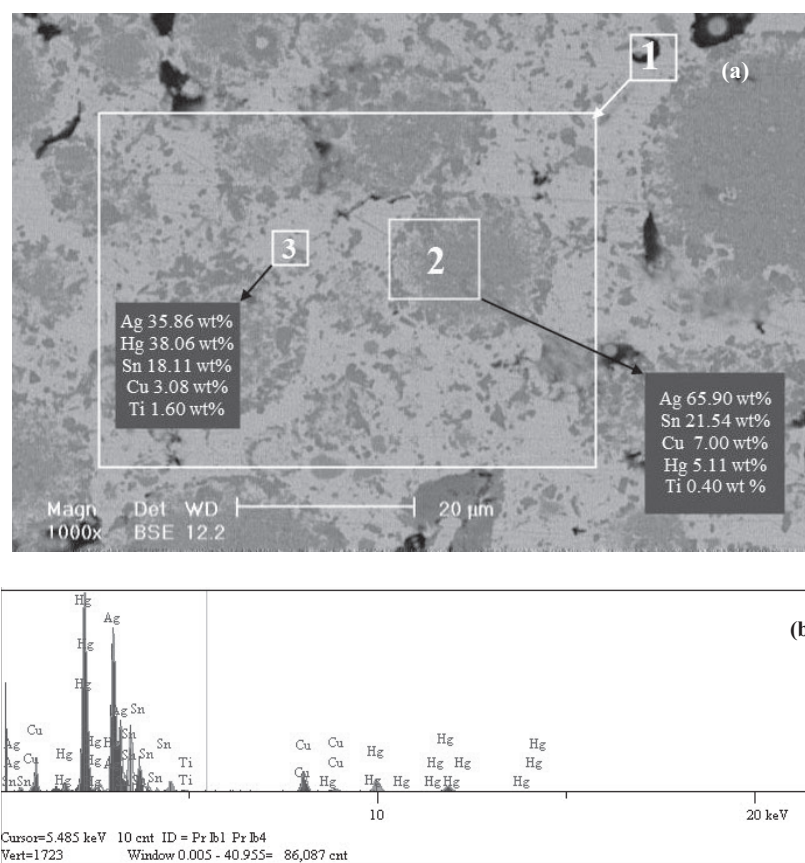 1
(a)
3
2
Ag 35.86 wt%
Hg 38.06 wt%
Sn 18.11 wt%
Cu 3.08 wt%
Ti 1.60 wt%
Ag 65.90 wt%
Sn 21.54 wt%
Cu 7.00 wt%
Hg 5.11 wt%
Ti 0.40 wt %
Magn Det WD 20 μm
1000x BSE 12.2
(b
Hg
Ag
Hg
Hg
Ag Sn
Cu Sn Cu Cu Hg Hg
Ag Hg Hg Sn Ti Cu Hg Hg Hg Hg
Ag Cu Hg Sn
SnSn Hg Sn Ti Cu Hg Hg Hg HgHg Hg
10 20 keV
Cursor=5.485 keV 10 cnt ID = Pr lb1 Pr lb4
Vert=1723 Window 0.005 - 40.955= 86,087 cnt